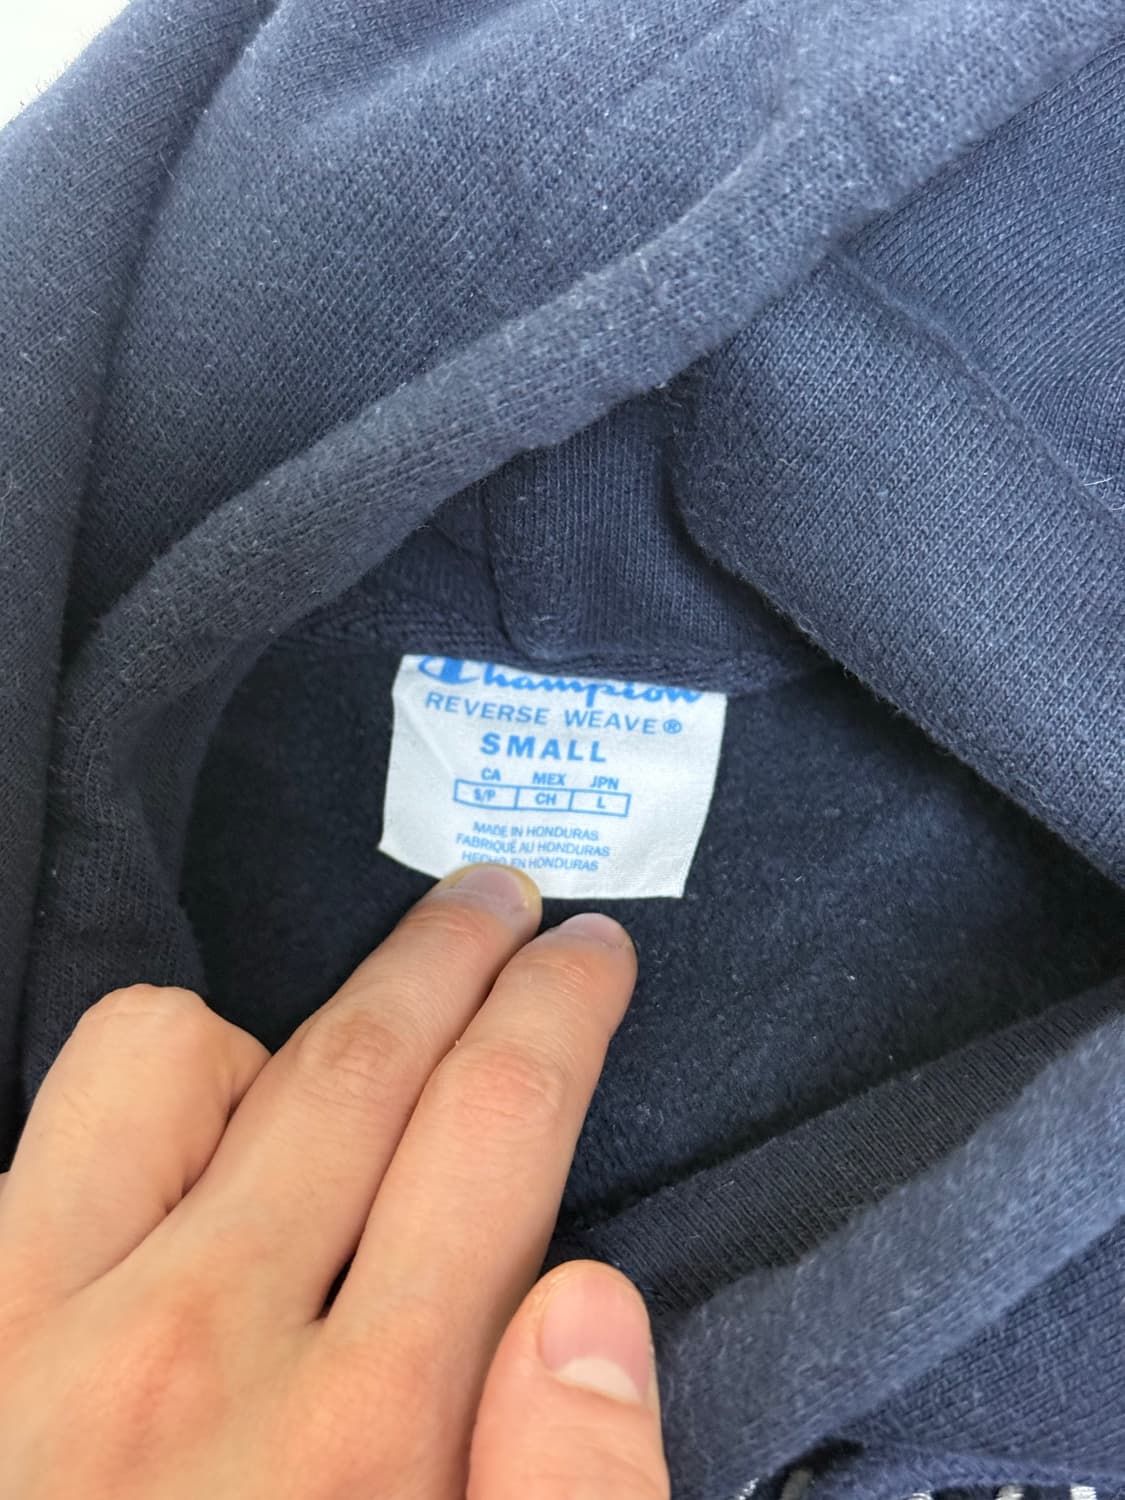 Champion
REVERSE WEAVE®
SMALL
CA MEX JPN
S/P CH L
MADE IN HONDURAS
FABRIQUÉ AU HONDURAS
HECHO EN HONDURAS